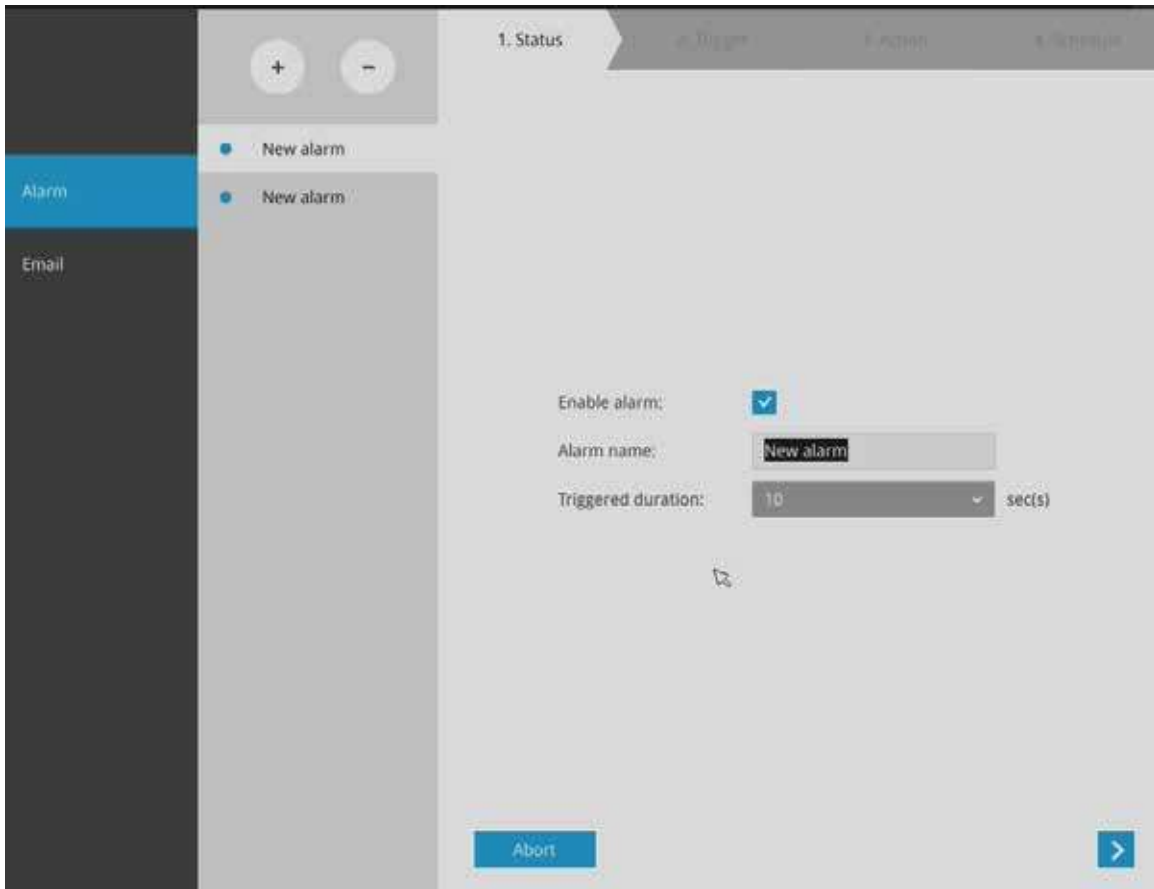 1. Status
+
-
New alarm
Alarm
New alarm
Email
Enable alarm:
Alarm name:
New alarm
Triggered duration:
10
sec(s)
Abort